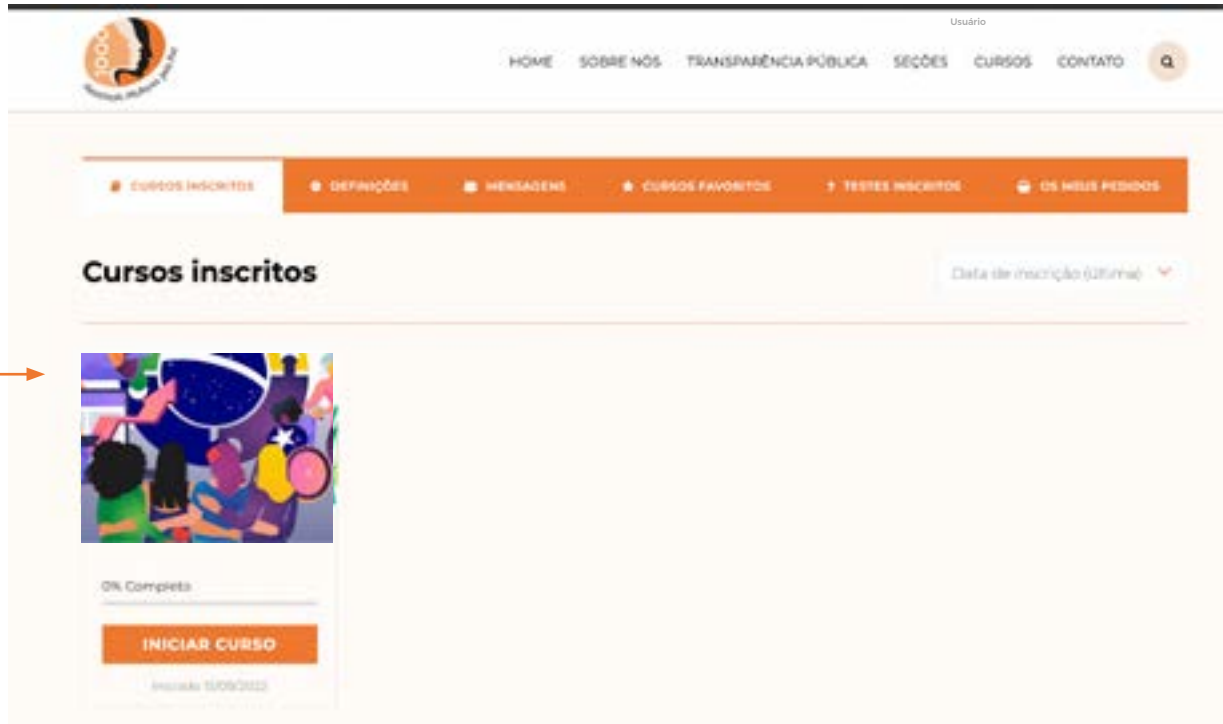 Usuário
1000
HOME SOBRE NÓS TRANSPARÊNCIA PÚBLICA SEÇÕES CURSOS CONTATO
CURSOS INSCRITOS DEFINIÇÕES MENSAGENS CURSOS FAVORITOS TESTES INSCRITOS OS MEUS PEDIDOS
Cursos inscritos
Data de inscrição (última)
0% Completo
INICIAR CURSO